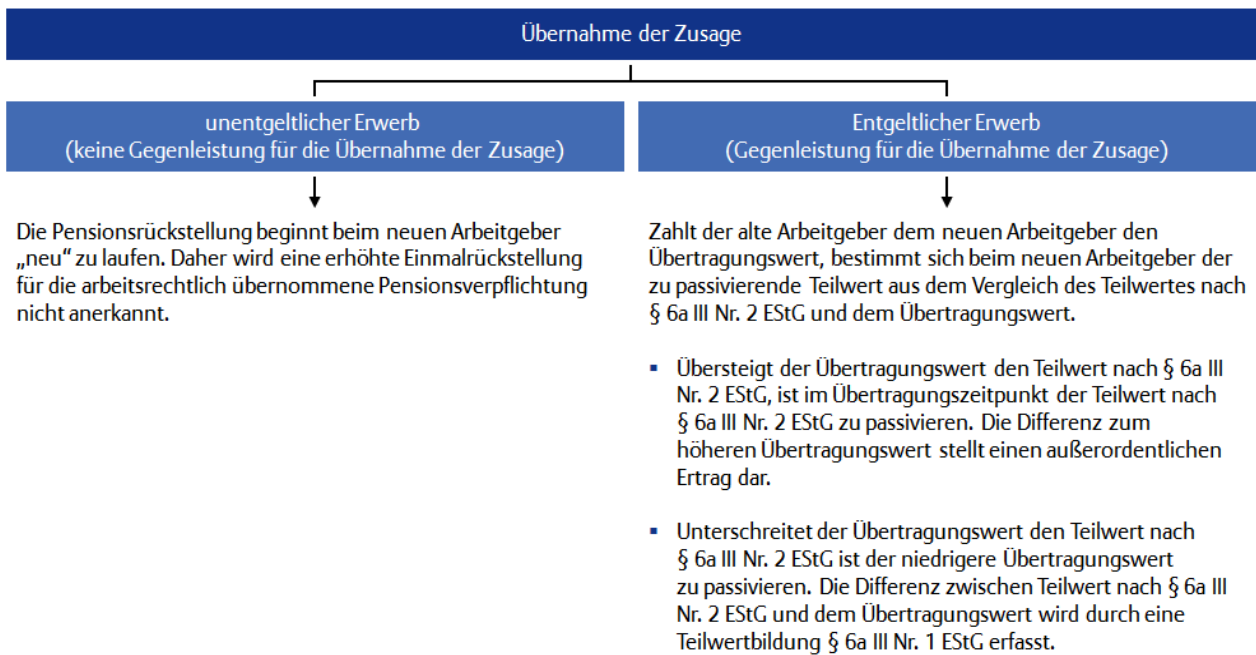 Übernahme der Zusage
unentgeltlicher Erwerb
(keine Gegenleistung für die Übernahme der Zusage)
Die Pensionsrückstellung beginnt beim neuen Arbeitgeber
„neu“ zu laufen. Daher wird eine erhöhte Einmalrückstellung
für die arbeitsrechtlich übernommene Pensionsverpflichtung
nicht anerkannt.
Entgeltlicher Erwerb
(Gegenleistung für die Übernahme der Zusage)
Zahlt der alte Arbeitgeber dem neuen Arbeitgeber den
Übertragungswert, bestimmt sich beim neuen Arbeitgeber der
zu passivierende Teilwert aus dem Vergleich des Teilwertes nach
§ 6a III Nr. 2 EStG und dem Übertragungswert.
▪ Übersteigt der Übertragungswert den Teilwert nach § 6a III
Nr. 2 EStG, ist im Übertragungszeitpunkt der Teilwert nach
§ 6a III Nr. 2 EStG zu passivieren. Die Differenz zum
höheren Übertragungswert stellt einen außerordentlichen
Ertrag dar.
▪ Unterschreitet der Übertragungswert den Teilwert nach
§ 6a III Nr. 2 EStG ist der niedrigere Übertragungswert
zu passivieren. Die Differenz zwischen Teilwert nach § 6a III
Nr. 2 EStG und dem Übertragungswert wird durch eine
Teilwertbildung § 6a III Nr. 1 EStG erfasst.